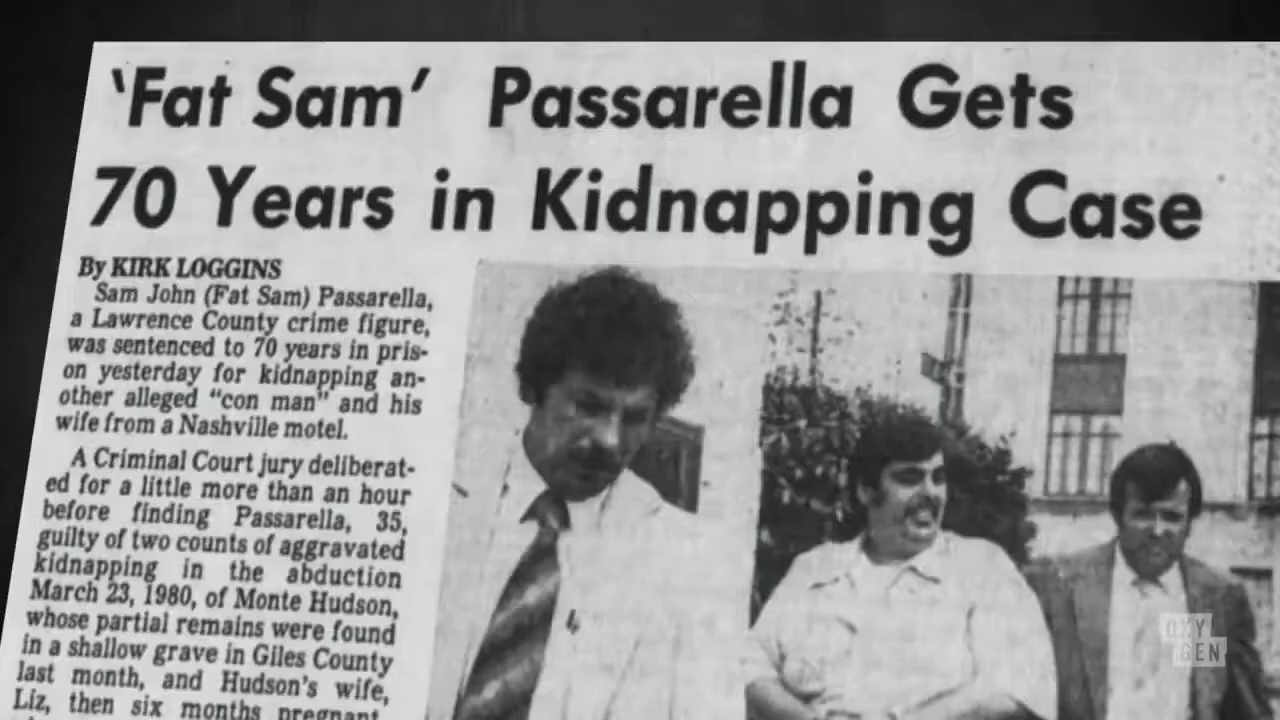 'Fat Sam' Passarella Gets
70 Years in Kidnapping Case
By KIRK LOGGINS
Sam John (Fat Sam) Passarella,
a Lawrence County crime figure,
was sentenced to 70 years in pris-
on yesterday for kidnapping an-
other alleged "con man" and his
wife from a Nashville motel.
A Criminal Court jury deliberat-
ed for a little more than an hour
before finding Passarella, 35,
guilty of two counts of aggravated
kidnapping in the abduction
March 23, 1980, of Monte Hudson,
whose partial remains were found
in a shallow grave in Giles County
last month, and Hudson's wife,
Liz, then six months pregnant,
OXY
GEN